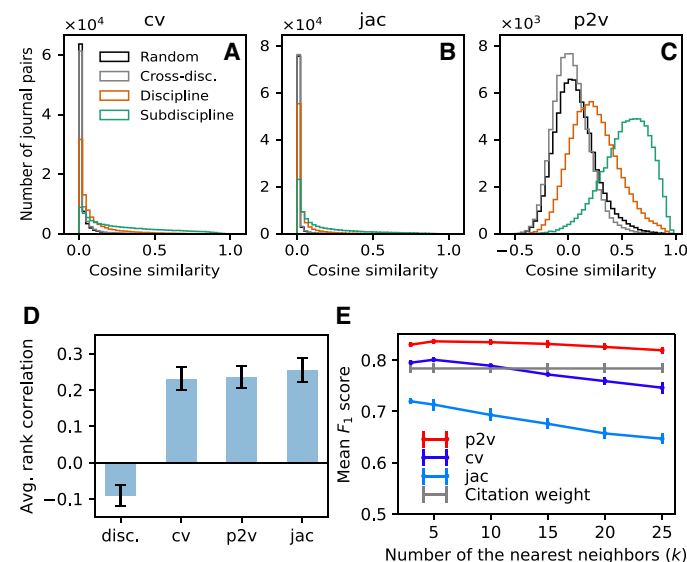 cv
jac
p2v
×10⁴
×10⁴
×10³
A
B
C
Random
Cross-disc.
Discipline
Subdiscipline
Number of journal pairs
6
4
2
0
8
6
4
2
0
8
6
4
2
0
0.0 0.5 1.0
0.0 0.5 1.0
−0.5 0.0 0.5 1.0
Cosine similarity
Cosine similarity
Cosine similarity
D
Avg. rank correlation
0.3
0.2
0.1
0.0
−0.1
disc. cv p2v jac
E
Mean F₁ score
0.8
0.7
0.6
0.5
p2v
cv
jac
Citation weight
5 10 15 20 25
Number of the nearest neighbors (k)